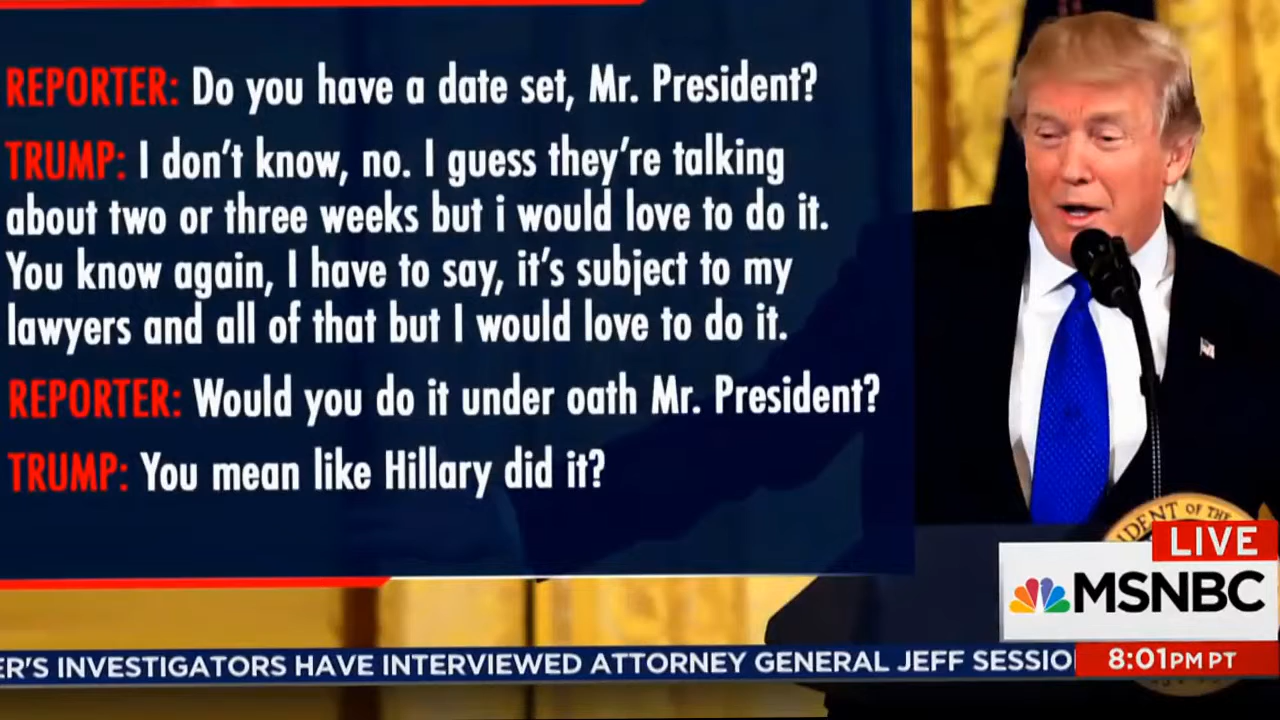 REPORTER: Do you have a date set, Mr. President?
TRUMP: I don't know, no. I guess they're talking
about two or three weeks but i would love to do it.
You know again, I have to say, it's subject to my
lawyers and all of that but I would love to do it.
REPORTER: Would you do it under oath Mr. President?
TRUMP: You mean like Hillary did it?
DENT OF THE
LIVE
MSNBC
ER'S INVESTIGATORS HAVE INTERVIEWED ATTORNEY GENERAL JEFF SESSIO
8:01PM PT